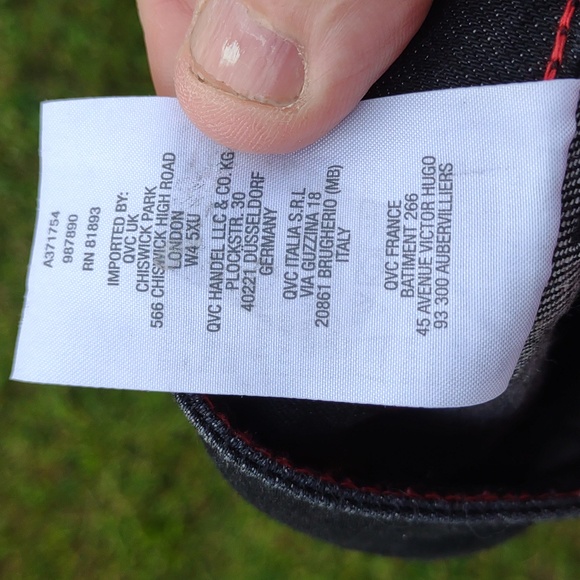 A371754
987890
RN 81893
IMPORTED BY:
QVC UK
CHISWICK PARK
566 CHISWICK HIGH ROAD
LONDON
W4 5XU
QVC HANDEL LLC & CO. KG
PLOCKSTR. 30
40221 DUSSELDORF
GERMANY
QVC ITALIA S.R.L
VIA GUZZINA 18
20861 BRUGHERIO (MB)
ITALY
QVC FRANCE
BATIMENT 266
45 AVENUE VICTOR HUGO
93 300 AUBERVILLIERS